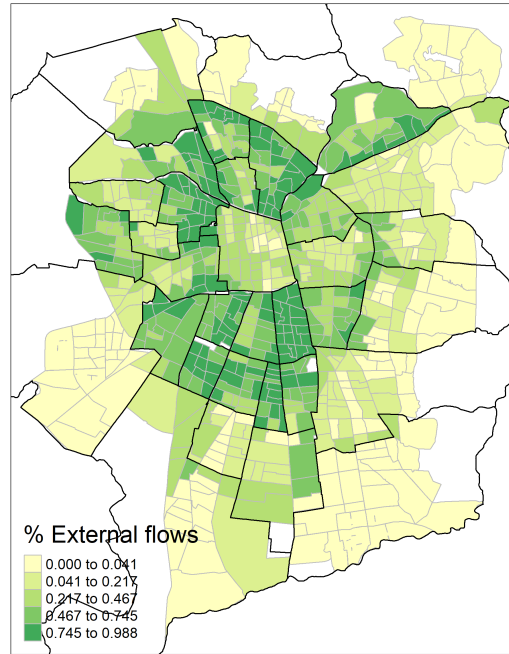 % External flows
0.000 to 0.041
0.041 to 0.217
0.217 to 0.467
0.467 to 0.745
0.745 to 0.988